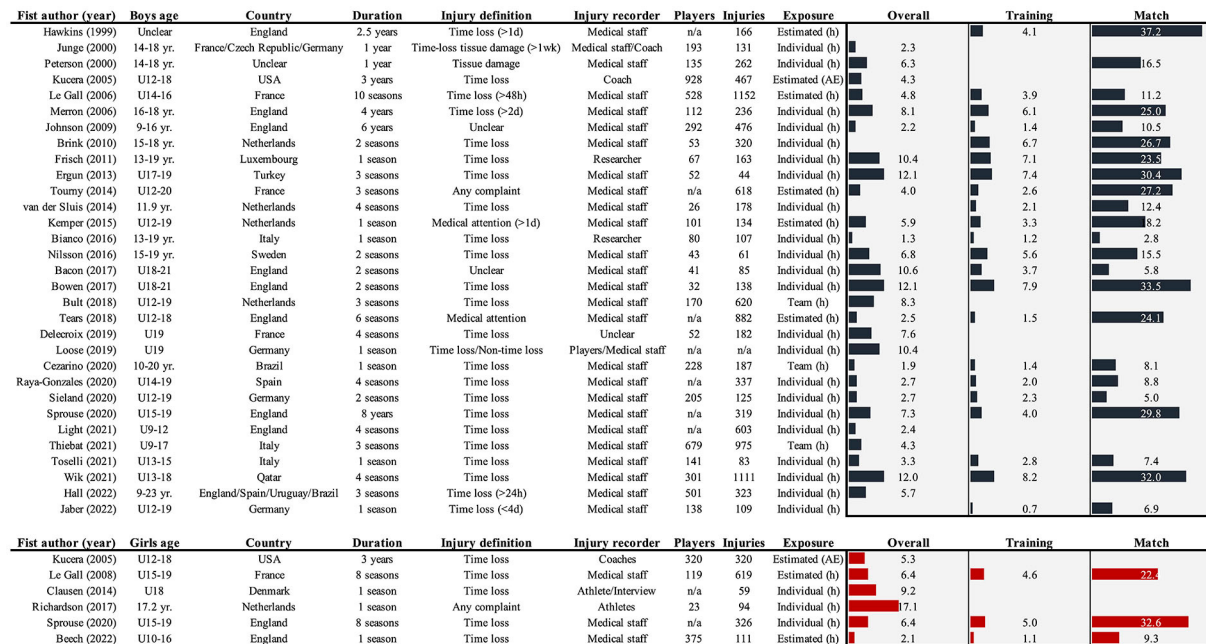 Fist author (year) Boys age Country Duration Injury definition Injury recorder Players Injuries Exposure Overall Training Match
Hawkins (1999) Unclear England 2.5 years Time loss (>1d) Medical staff n/a 166 Estimated (h) 4.1 37.2
Junge (2000) 14-18 yr. France/Czech Republic/Germany 1 year Time-loss tissue damage (>1wk) Medical staff/Coach 193 131 Individual (h) 2.3
Peterson (2000) 14-18 yr. Unclear 1 year Tissue damage Medical staff 135 262 Individual (h) 6.3 16.5
Kucera (2005) U12-18 USA 3 years Time loss Coach 928 467 Estimated (AE) 4.3
Le Gall (2006) U14-16 France 10 seasons Time loss (>48h) Medical staff 528 1152 Estimated (h) 4.8 3.9 11.2
Merron (2006) 16-18 yr. England 4 years Time loss (>2d) Medical staff 112 236 Individual (h) 8.1 6.1 25.0
Johnson (2009) 9-16 yr. England 6 years Unclear Medical staff 292 476 Individual (h) 2.2 1.4 10.5
Brink (2010) 15-18 yr. Netherlands 2 seasons Time loss Medical staff 53 320 Individual (h) 6.7 26.7
Frisch (2011) 13-19 yr. Luxembourg 1 season Time loss Researcher 67 163 Individual (h) 10.4 7.1 23.5
Ergun (2013) U17-19 Turkey 3 seasons Time loss Medical staff 52 44 Individual (h) 12.1 7.4 30.4
Tourny (2014) U12-20 France 3 seasons Any complaint Medical staff n/a 618 Estimated (h) 4.0 2.6 27.2
van der Sluis (2014) 11.9 yr. Netherlands 4 seasons Time loss Medical staff 26 178 Individual (h) 2.1 12.4
Kemper (2015) U12-19 Netherlands 1 season Medical attention (>1d) Medical staff 101 134 Estimated (h) 5.9 3.3 18.2
Bianco (2016) 13-19 yr. Italy 1 season Time loss Researcher 80 107 Individual (h) 1.3 1.2 2.8
Nilsson (2016) 15-19 yr. Sweden 2 seasons Time loss Medical staff 43 61 Individual (h) 6.8 5.6 15.5
Bacon (2017) U18-21 England 2 seasons Unclear Medical staff 41 85 Individual (h) 10.6 3.7 5.8
Bowen (2017) U18-21 England 2 seasons Time loss Medical staff 32 138 Individual (h) 12.1 7.9 33.5
Bult (2018) U12-19 Netherlands 3 seasons Time loss Medical staff 170 620 Team (h) 8.3
Tears (2018) U12-18 England 6 seasons Medical attention Medical staff n/a 882 Estimated (h) 2.5 1.5 24.1
Delecroix (2019) U19 France 4 seasons Time loss Unclear 52 182 Individual (h) 7.6
Loose (2019) U19 Germany 1 season Time loss/Non-time loss Players/Medical staff n/a n/a Individual (h) 10.4
Cezarino (2020) 10-20 yr. Brazil 1 season Time loss Medical staff 228 187 Team (h) 1.9 1.4 8.1
Raya-Gonzales (2020) U14-19 Spain 4 seasons Time loss Medical staff n/a 337 Individual (h) 2.7 2.0 8.8
Sieland (2020) U12-19 Germany 2 seasons Time loss Medical staff 205 125 Individual (h) 2.7 2.3 5.0
Sprouse (2020) U15-19 England 8 years Time loss Medical staff n/a 319 Individual (h) 7.3 4.0 29.8
Light (2021) U9-12 England 4 seasons Time loss Medical staff n/a 603 Individual (h) 2.4
Thiebat (2021) U9-17 Italy 3 seasons Time loss Medical staff 679 975 Team (h) 4.3
Toselli (2021) U13-15 Italy 1 season Time loss Medical staff 141 83 Individual (h) 3.3 2.8 7.4
Wik (2021) U13-18 Qatar 4 seasons Time loss Medical staff 301 1111 Individual (h) 12.0 8.2 32.0
Hall (2022) 9-23 yr. England/Spain/Uruguay/Brazil 3 seasons Time loss (>24h) Medical staff 501 323 Individual (h) 5.7
Jaber (2022) U12-19 Germany 1 season Time loss (<4d) Medical staff 138 109 Individual (h) 0.7 6.9
Fist author (year) Girls age Country Duration Injury definition Injury recorder Players Injuries Exposure Overall Training Match
Kucera (2005) U12-18 USA 3 years Time loss Coaches 320 320 Estimated (AE) 5.3
Le Gall (2008) U15-19 France 8 seasons Time loss Medical staff 119 619 Estimated (h) 6.4 4.6 22.4
Clausen (2014) U18 Denmark 1 season Time loss Athlete/Interview n/a 59 Individual (h) 9.2
Richardson (2017) 17.2 yr. Netherlands 1 season Any complaint Athletes 23 94 Individual (h) 17.1
Sprouse (2020) U15-19 England 8 seasons Time loss Medical staff n/a 326 Individual (h) 6.4 5.0 32.6
Beech (2022) U10-16 England 1 season Time loss Medical staff 375 111 Estimated (h) 2.1 1.1 9.3